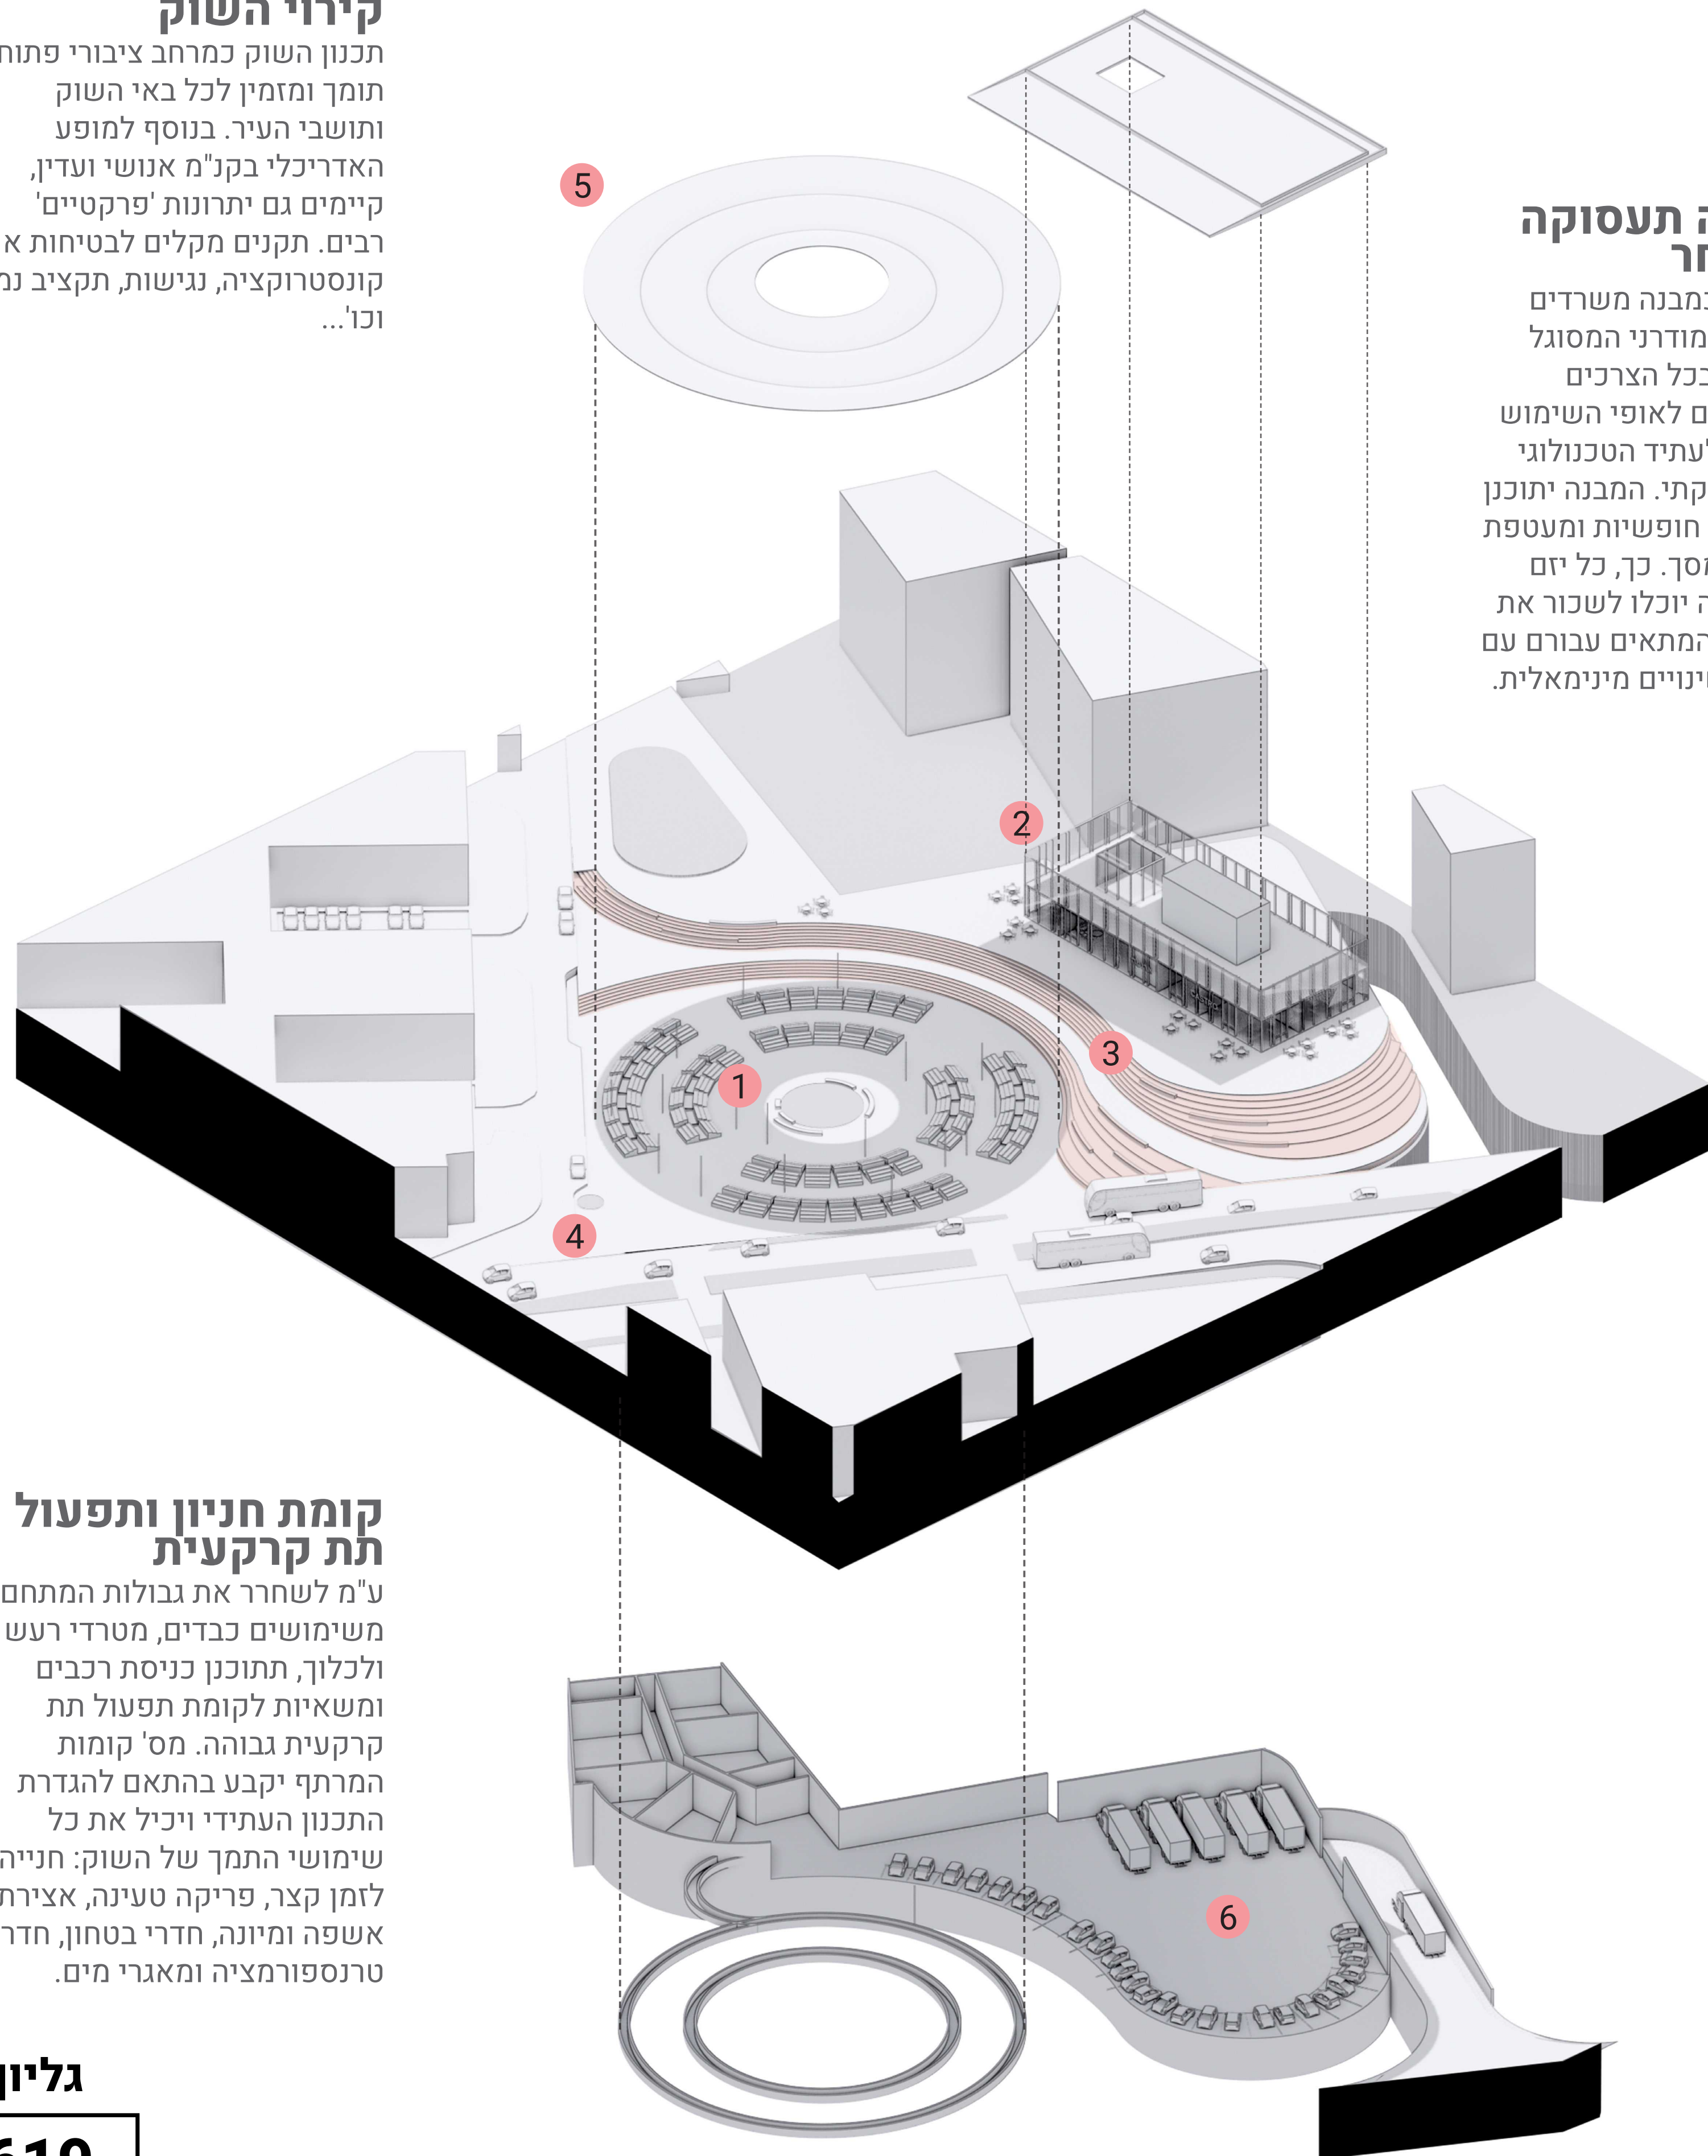 קירוי השוק
תכנון השוק כמרחב ציבורי פתוח
תומך ומזמין לכל באי השוק
ותושבי העיר. בנוסף למופע
האדריכלי בקנ"מ אנושי ועדין,
קיימים גם יתרונות 'פרקטיים'
רבים. תקנים מקלים לבטיחות א
קונסטרוקציה, נגישות, תקציב נמ
וכו'...
ה תעסוקה
חר
במבנה משרדים
מודרני המסוגל
בכל הצרכים
ם לאופי השימוש
לעתיד הטכנולוגי
קתי. המבנה יתוכנן
חופשיות ומעטפת
מסך. כך, כל יזם
ה יוכלו לשכור את
המתאים עבורם עם
ינויים מינימאלית.
5
2
3
1
4
קומת חניון ותפעול
תת קרקעית
ע"מ לשחרר את גבולות המתחם
משימושים כבדים, מטרדי רעש
ולכלוך, תתוכנן כניסת רכבים
ומשאיות לקומת תפעול תת
קרקעית גבוהה. מס' קומות
המרתף יקבע בהתאם להגדרת
התכנון העתידי ויכיל את כל
שימושי התמך של השוק: חנייה
לזמן קצר, פריקה טעינה, אצירת
אשפה ומיונה, חדרי בטחון, חדר
טרנספורמציה ומאגרי מים.
6
גליון
619